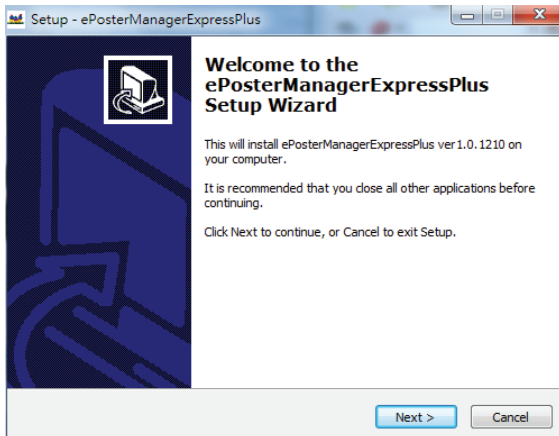 Setup - ePosterManagerExpressPlus
Welcome to the
ePosterManagerExpressPlus
Setup Wizard
This will install ePosterManagerExpressPlus ver1.0.1210 on
your computer.
It is recommended that you close all other applications before
continuing.
Click Next to continue, or Cancel to exit Setup.
Next >
Cancel